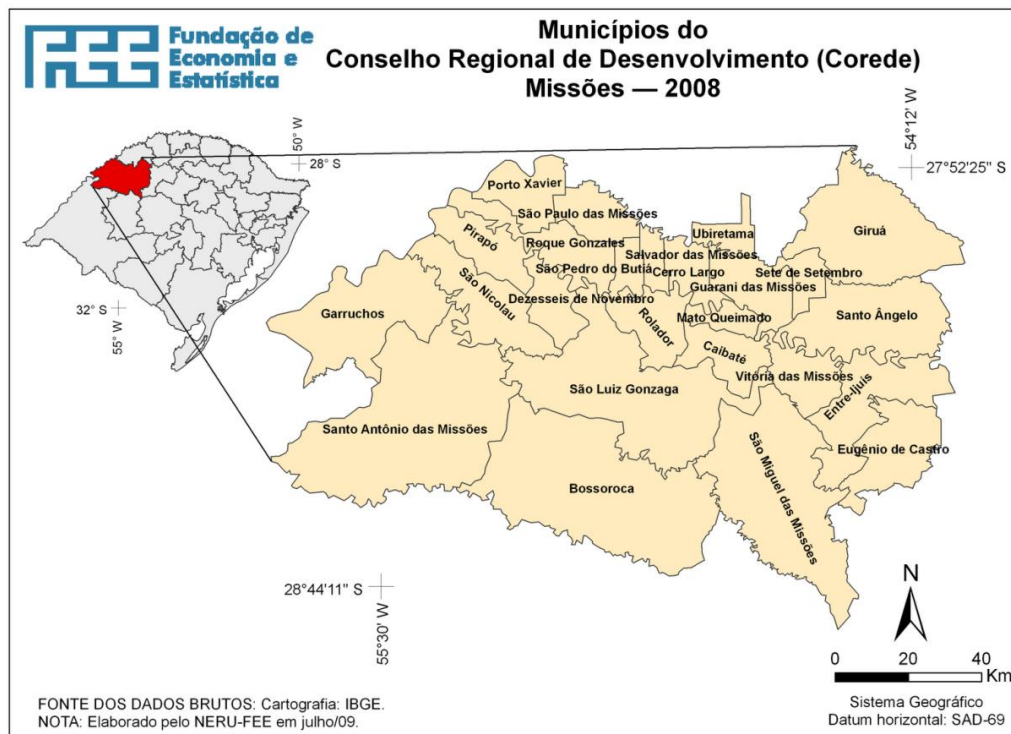 FEE
Fundação de
Economia e
Estatística
Municípios do
Conselho Regional de Desenvolvimento (Corede)
Missões — 2008
50° W
28° S
32° S
55° W
54°12' W
27°52'25'' S
Porto Xavier
São Paulo das Missões
Pirapó
Roque Gonzales
Ubiretama
Giruá
Salvador das Missões
São Pedro do Butiá
Cerro Largo
Sete de Setembro
Guarani das Missões
São Nicolau
Dezesseis de Novembro
Garruchos
Rolador
Mato Queimado
Santo Ângelo
Caibaté
Vitória das Missões
São Luiz Gonzaga
Entre-Ijuís
Santo Antônio das Missões
Eugênio de Castro
Bossoroca
São Miguel das Missões
28°44'11'' S
55°30' W
N
0 20 40
Km
Sistema Geográfico
Datum horizontal: SAD-69
FONTE DOS DADOS BRUTOS: Cartografia: IBGE.
NOTA: Elaborado pelo NERU-FEE em julho/09.